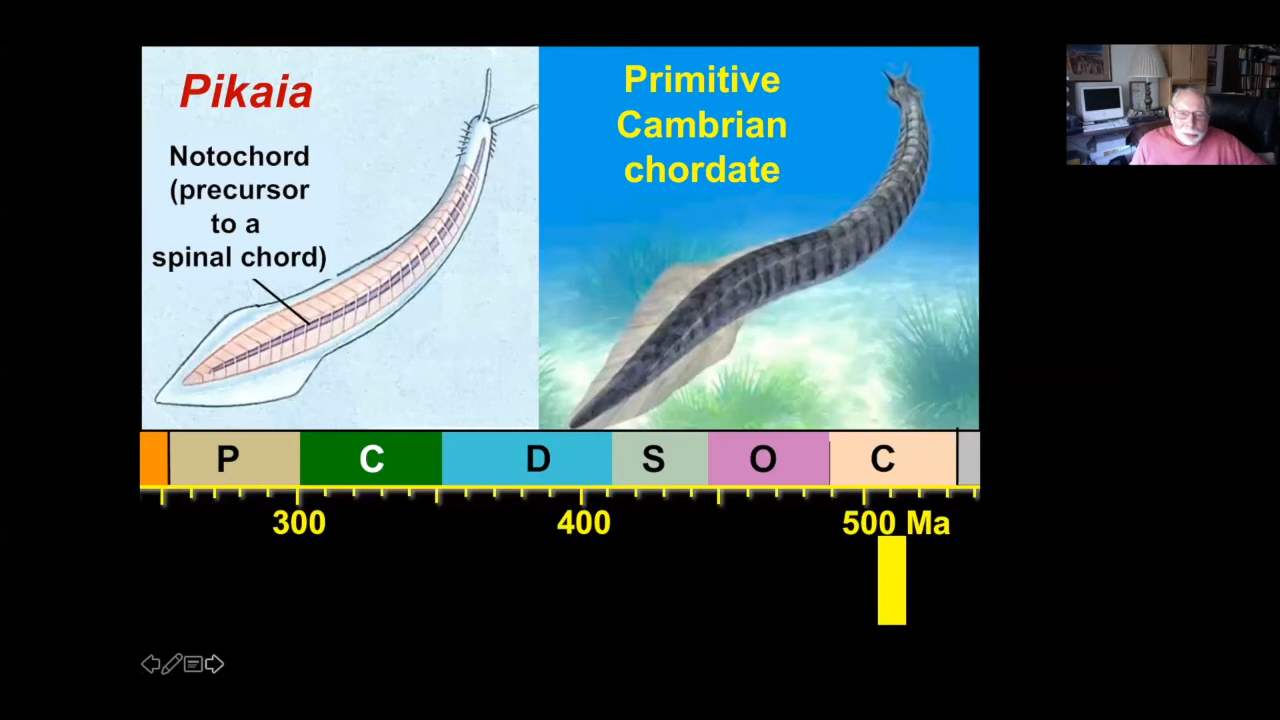 Pikaia
Notochord
(precursor
to a
spinal chord)
Primitive
Cambrian
chordate
P C D S O C
300 400 500 Ma